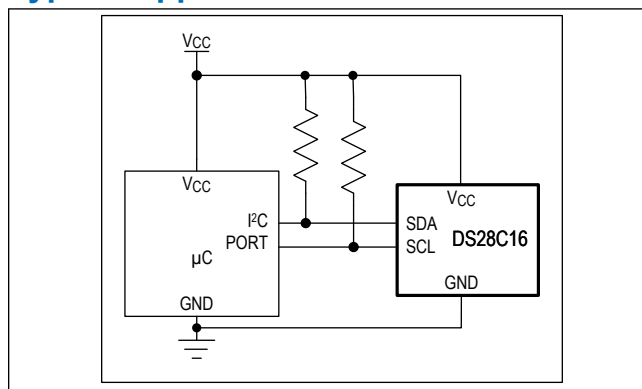 VCC
VCC
I²C
PORT
µC
GND
SDA
SCL
VCC
DS28C16
GND